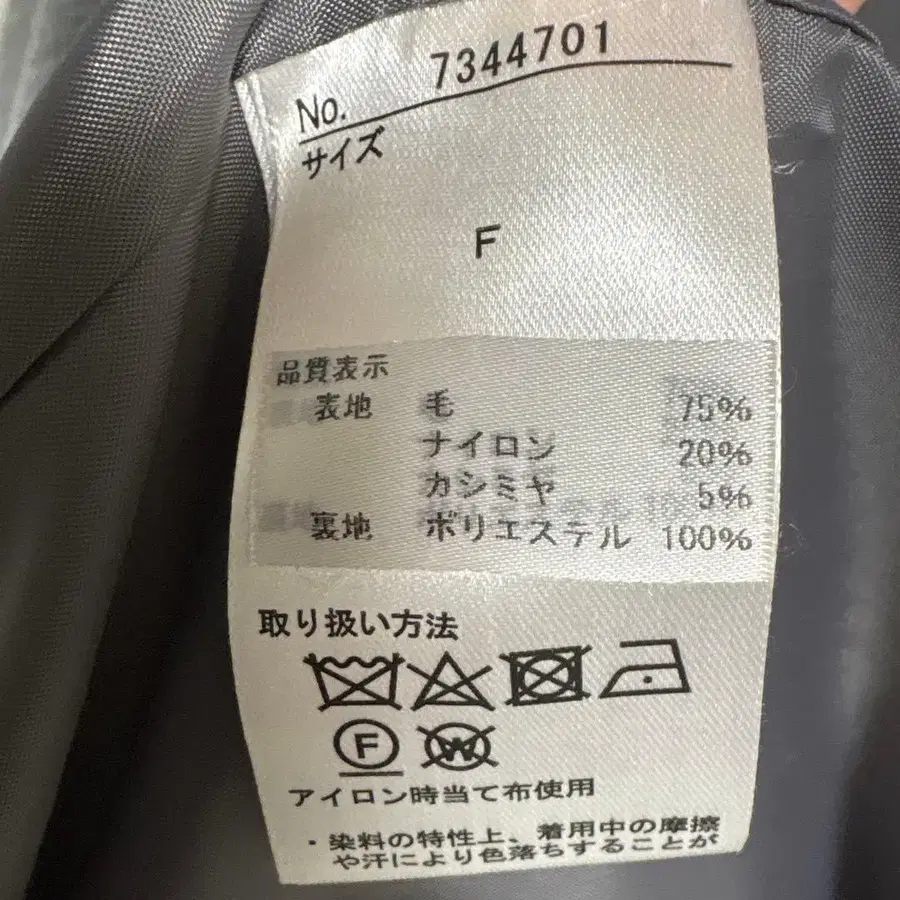 No. 7344701
サイズ
F
品質表示
表地 毛 75%
ナイロン 20%
カシミヤ 5%
裏地 ポリエステル 100%
取り扱い方法
F W
アイロン時当て布使用
・染料の特性上、着用中の摩擦
や汗により色落ちすることが